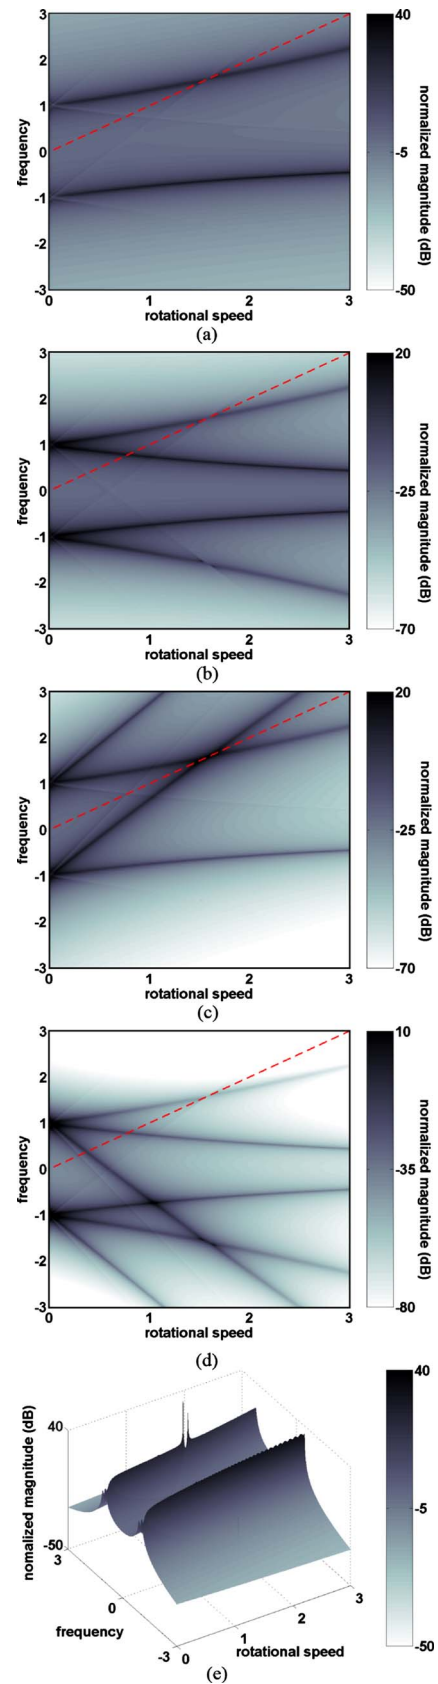 3
2
1
0
-1
-2
-3
frequency
0 1 2 3
rotational speed
40
-5
-50
normalized magnitude (dB)
(a)
3
2
1
0
-1
-2
-3
frequency
0 1 2 3
rotational speed
20
-25
-70
normalized magnitude (dB)
(b)
3
2
1
0
-1
-2
-3
frequency
0 1 2 3
rotational speed
20
-25
-70
normalized magnitude (dB)
(c)
3
2
1
0
-1
-2
-3
frequency
0 1 2 3
rotational speed
10
-35
-80
normalized magnitude (dB)
(d)
40
-50
nomalized magnitude (dB)
3
0
-3
frequency
0
1
2
3
rotational speed
40
-5
-50
(e)